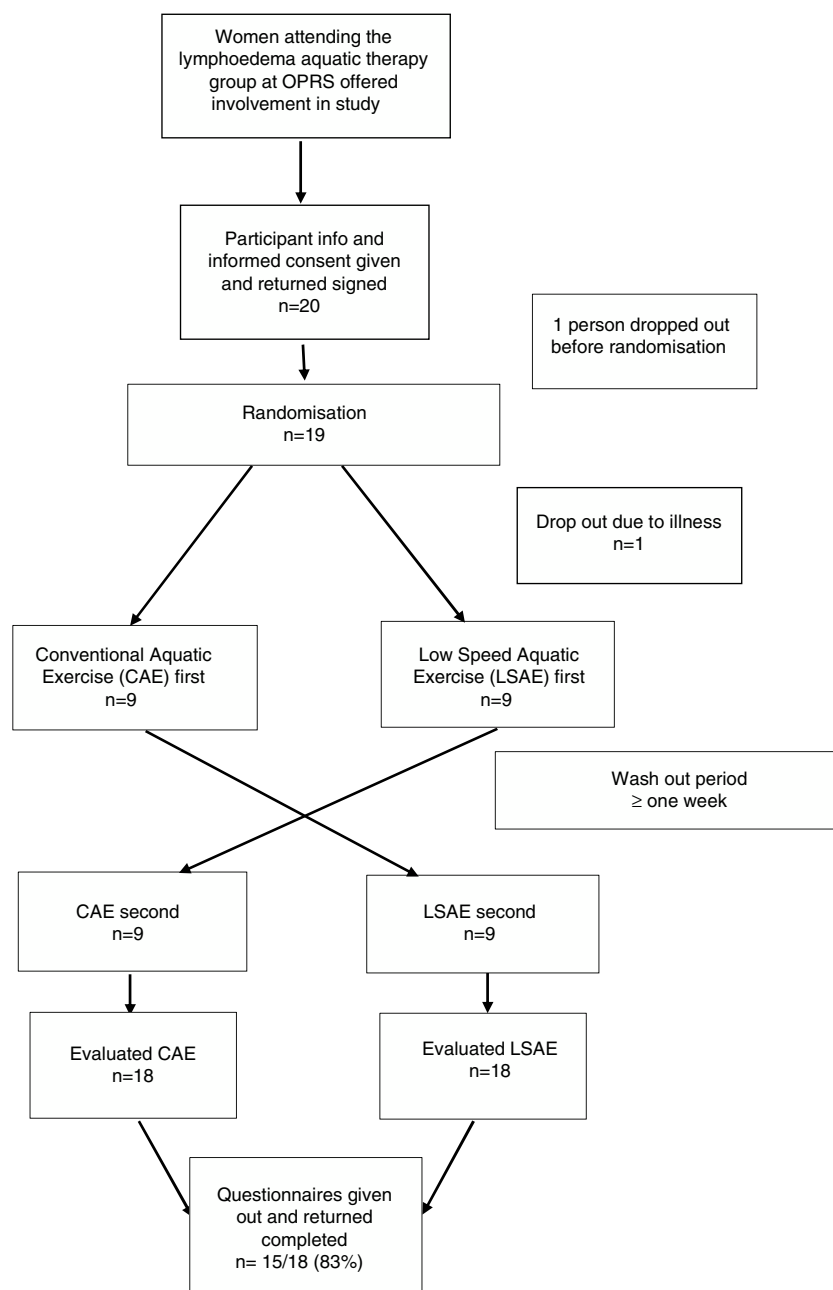 Women attending the
lymphoedema aquatic therapy
group at OPRS offered
involvement in study
Participant info and
informed consent given
and returned signed
n=20
1 person dropped out
before randomisation
Randomisation
n=19
Drop out due to illness
n=1
Conventional Aquatic
Exercise (CAE) first
n=9
Low Speed Aquatic
Exercise (LSAE) first
n=9
Wash out period
≥ one week
CAE second
n=9
LSAE second
n=9
Evaluated CAE
n=18
Evaluated LSAE
n=18
Questionnaires given
out and returned
completed
n= 15/18 (83%)